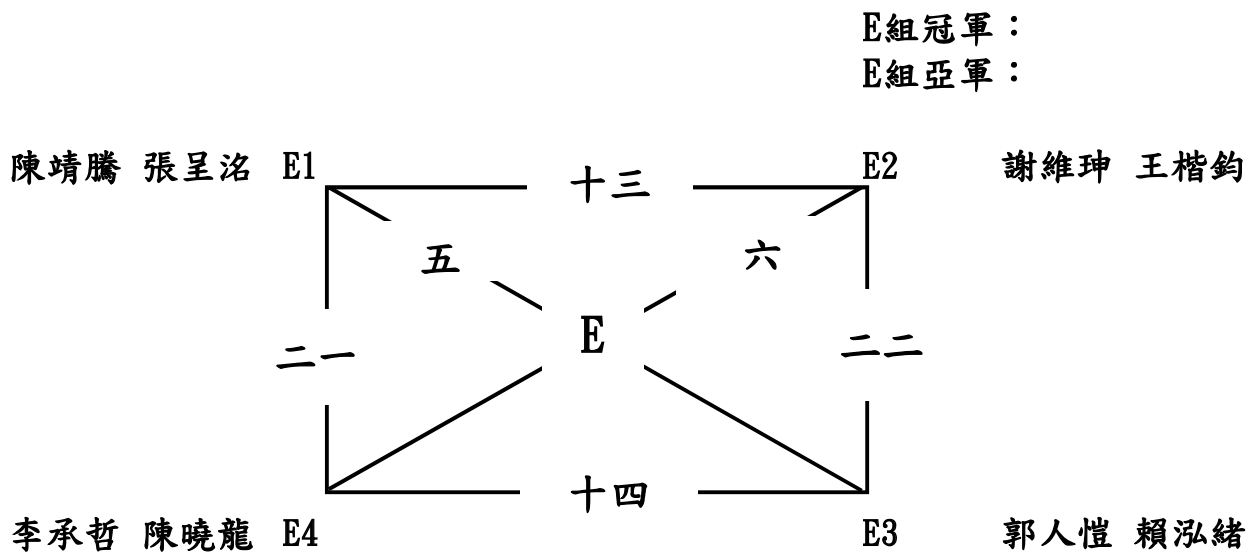 E組冠軍：
E組亞軍：
陳靖騰 張呈洺 E1 十三 E2 謝維珅 王楷鈞
五 六
E
二一 二二
十四
李承哲 陳曉龍 E4 E3 郭人愷 賴泓緒